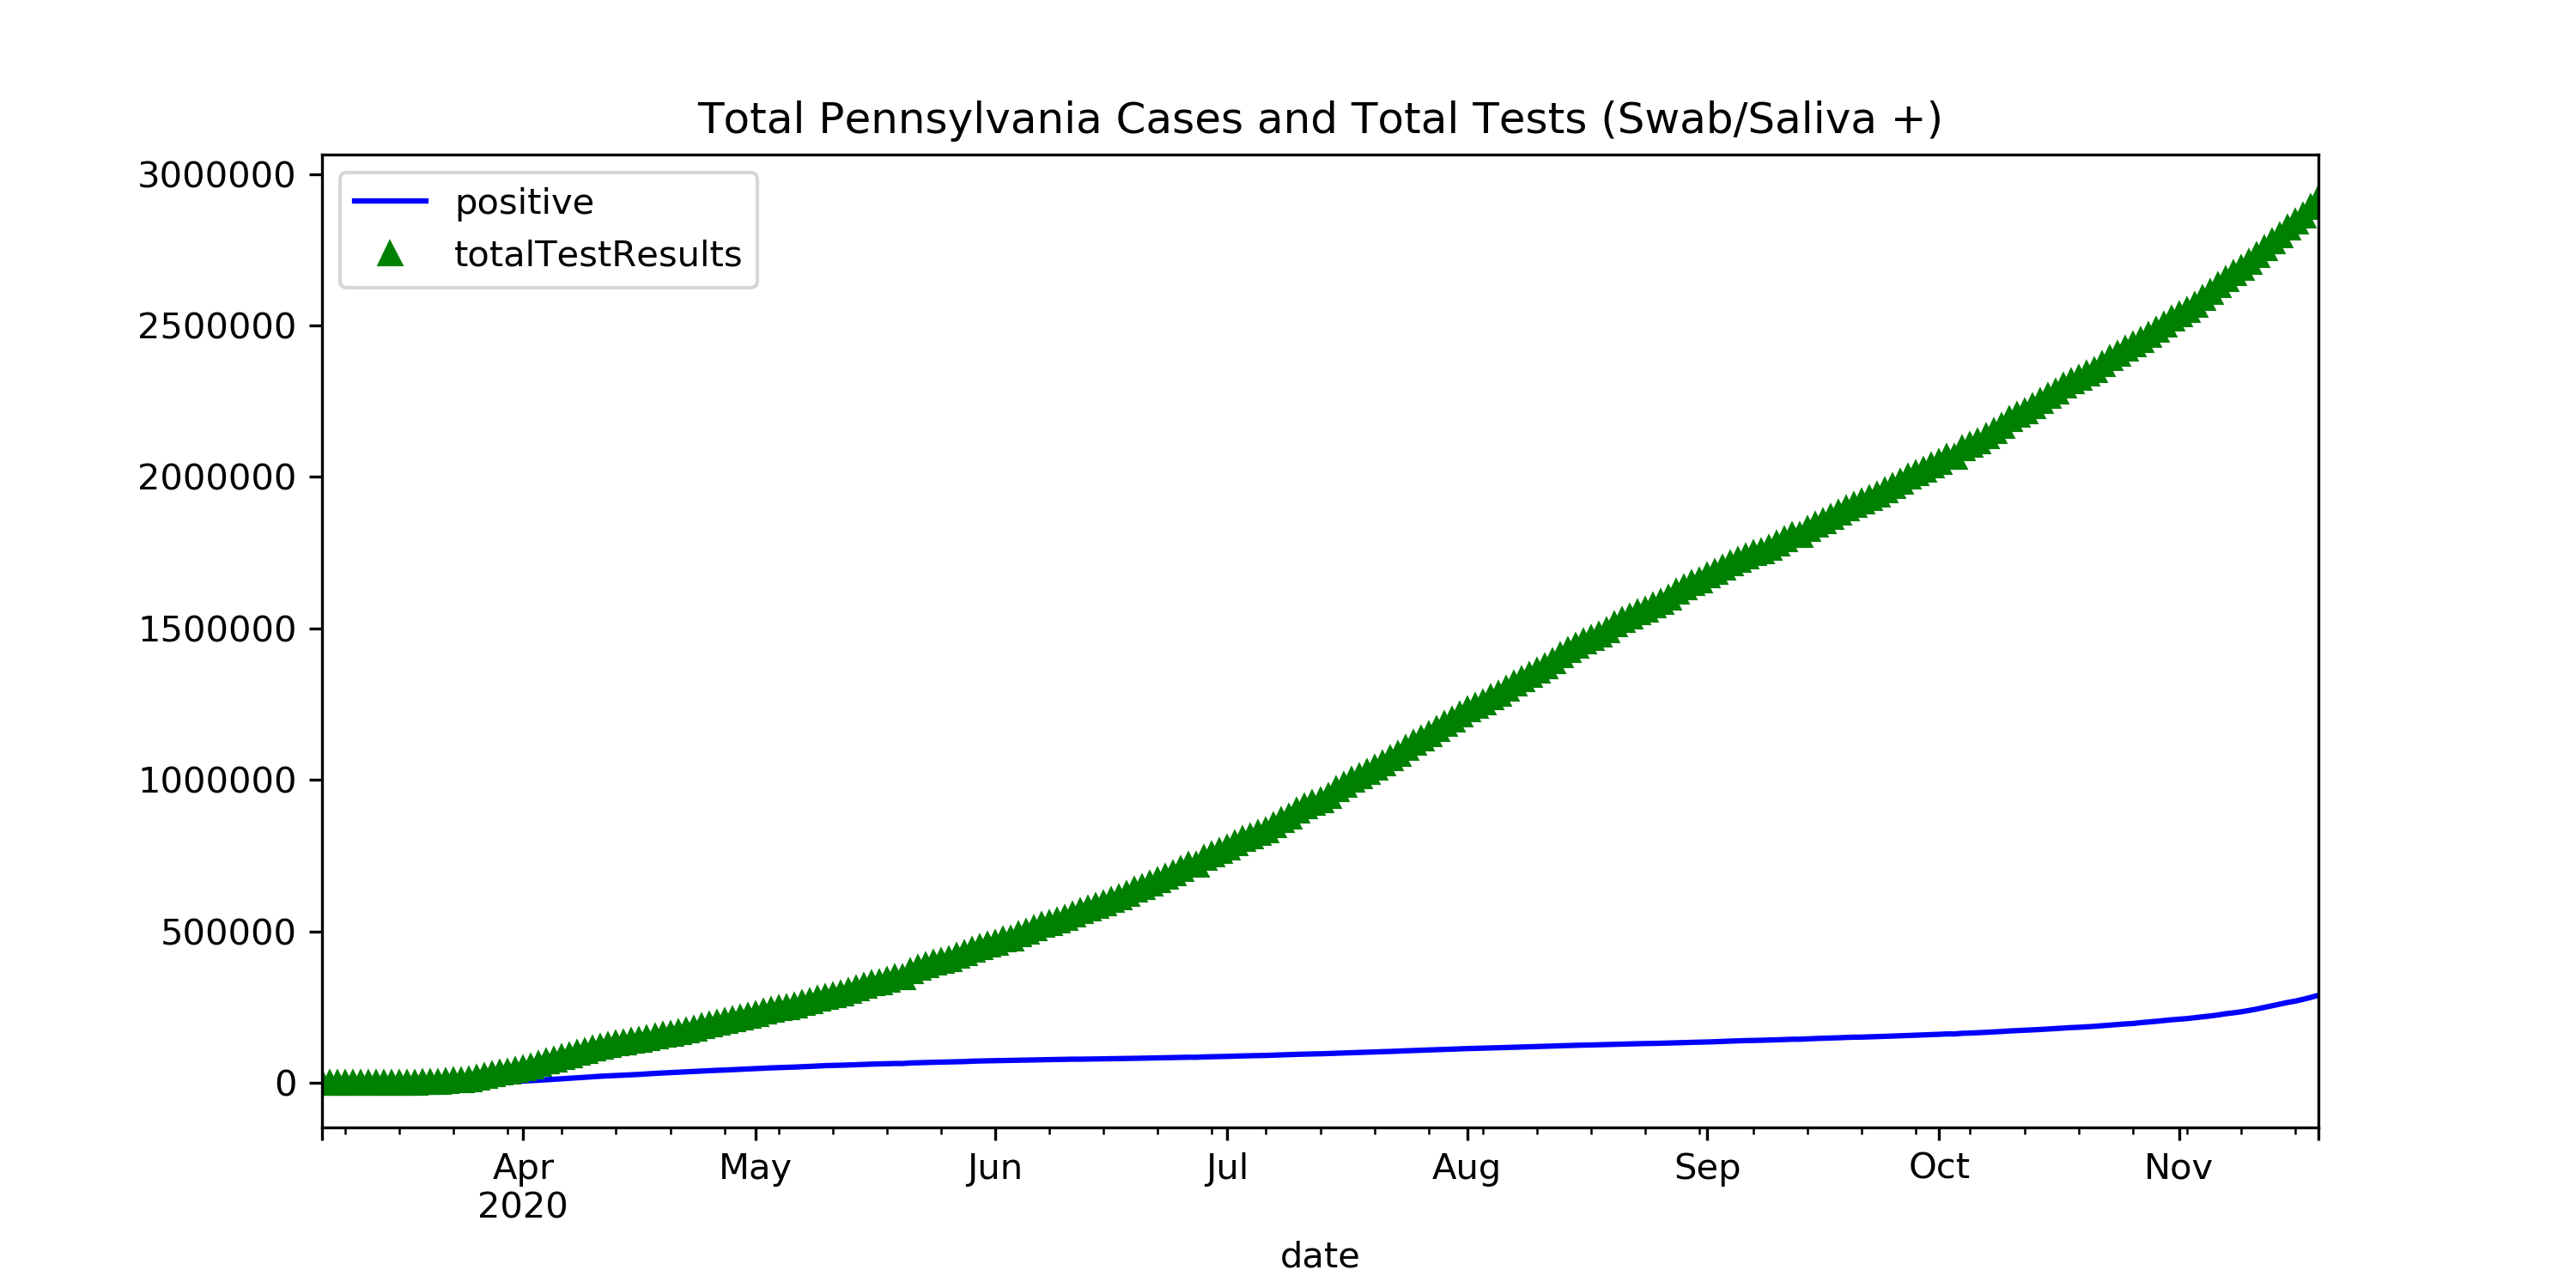 Total Pennsylvania Cases and Total Tests (Swab/Saliva +)
positive
totalTestResults
3000000
2500000
2000000
1500000
1000000
500000
0
Apr May Jun Jul Aug Sep Oct Nov
2020
date